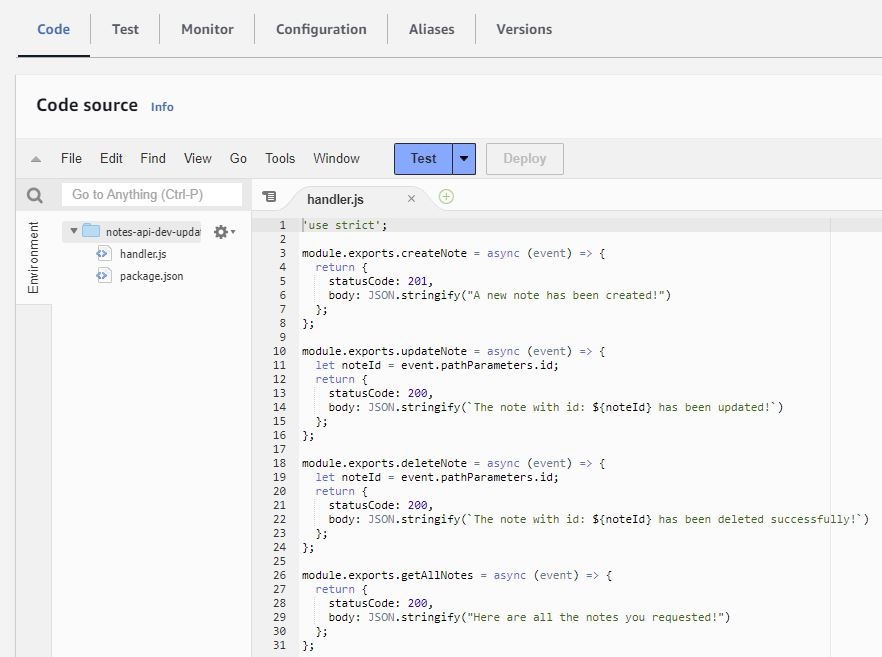 Code Test Monitor Configuration Aliases Versions
Code source Info
File Edit Find View Go Tools Window Test Deploy
Go to Anything (Ctrl-P)
handler.js
Environment
notes-api-dev-upda
handler.js
package.json
1 'use strict';
2
3 module.exports.createNote = async (event) => {
4   return {
5     statusCode: 201,
6     body: JSON.stringify("A new note has been created!")
7   };
8 };
9
10 module.exports.updateNote = async (event) => {
11   let noteId = event.pathParameters.id;
12   return {
13     statusCode: 200,
14     body: JSON.stringify(`The note with id: ${noteId} has been updated!`)
15   };
16 };
17
18 module.exports.deleteNote = async (event) => {
19   let noteId = event.pathParameters.id;
20   return {
21     statusCode: 200,
22     body: JSON.stringify(`The note with id: ${noteId} has been deleted successfully!`)
23   };
24 };
25
26 module.exports.getAllNotes = async (event) => {
27   return {
28     statusCode: 200,
29     body: JSON.stringify("Here are all the notes you requested!")
30   };
31 };